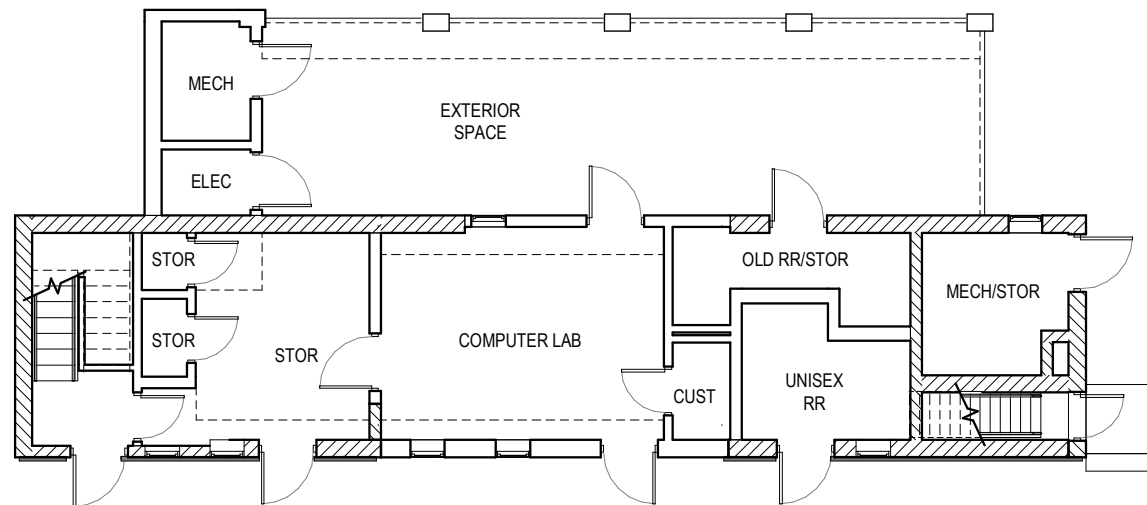 MECH
EXTERIOR
SPACE
ELEC
STOR
OLD RR/STOR
MECH/STOR
STOR
STOR
COMPUTER LAB
CUST
UNISEX
RR